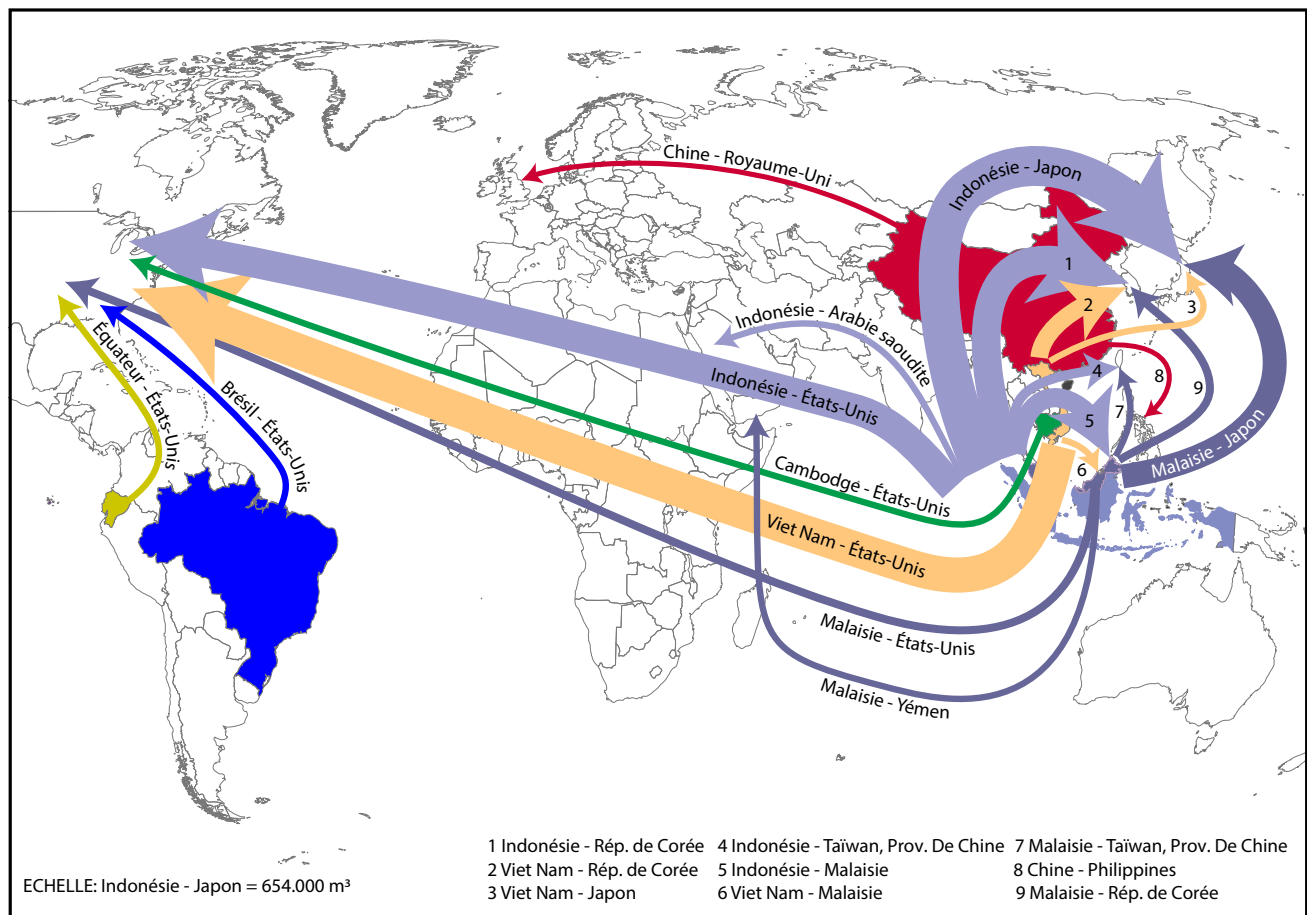 Chine - Royaume-Uni
Indonésie - Japon
1
2
3
Indonésie - Arabie saoudite
Indonésie - États-Unis
4
5
6
7
8
9
Équateur - États-Unis
Brésil - États-Unis
Malaisie - Japon
Cambodge - États-Unis
Viet Nam - États-Unis
Malaisie - États-Unis
Malaisie - Yémen
1 Indonésie - Rép. de Corée
2 Viet Nam - Rép. de Corée
3 Viet Nam - Japon
4 Indonésie - Taïwan, Prov. De Chine
5 Indonésie - Malaisie
6 Viet Nam - Malaisie
7 Malaisie - Taïwan, Prov. De Chine
8 Chine - Philippines
9 Malaisie - Rép. de Corée
ECHELLE: Indonésie - Japon = 654.000 m³